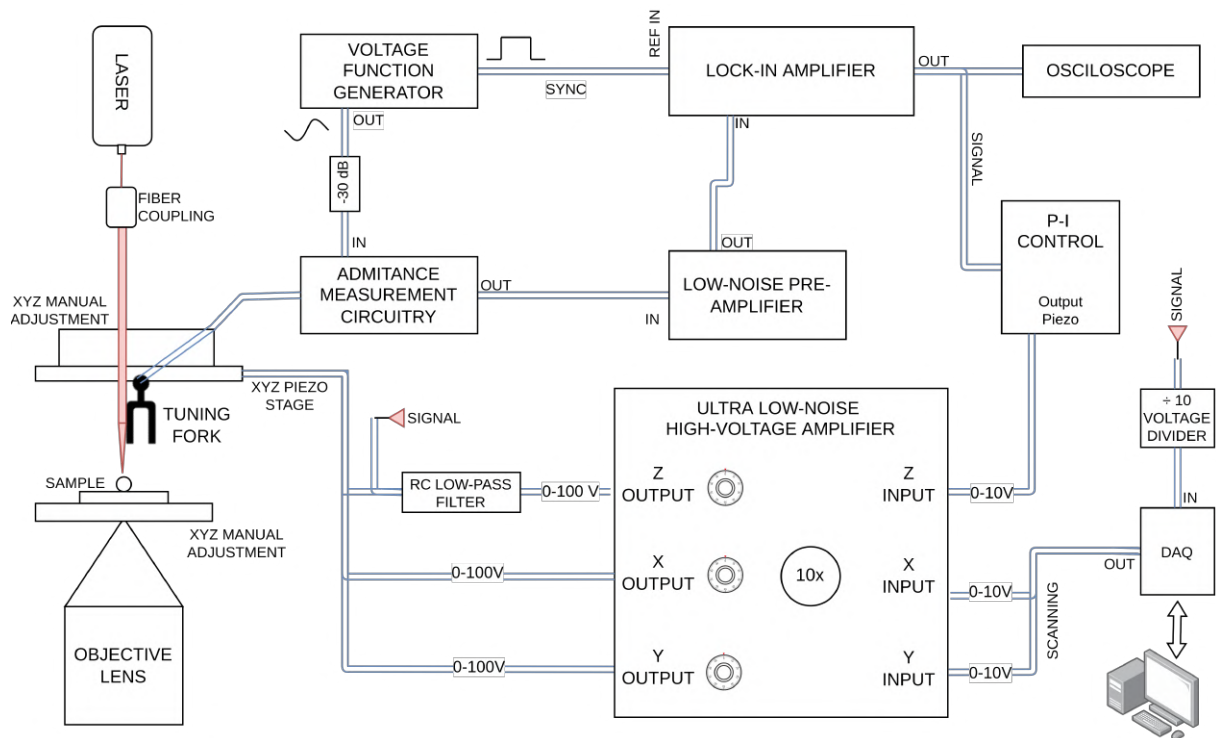 LASER
FIBER
COUPLING
XYZ MANUAL
ADJUSTMENT
XYZ PIEZO
STAGE
TUNING
FORK
SAMPLE
XYZ MANUAL
ADJUSTMENT
OBJECTIVE
LENS
VOLTAGE
FUNCTION
GENERATOR
OUT
SYNC
-30 dB
IN
ADMITANCE
MEASUREMENT
CIRCUITRY
OUT
REF IN
LOCK-IN AMPLIFIER
IN
OUT
OUT
LOW-NOISE PRE-
AMPLIFIER
IN
OSCILOSCOPE
SIGNAL
P-I
CONTROL
Output
Piezo
SIGNAL
÷ 10
VOLTAGE
DIVIDER
IN
DAQ
OUT
SCANNING
ULTRA LOW-NOISE
HIGH-VOLTAGE AMPLIFIER
SIGNAL
RC LOW-PASS
FILTER
0-100 V
Z
OUTPUT
Z
INPUT
0-10V
0-100V
X
OUTPUT
10x
X
INPUT
0-10V
0-100V
Y
OUTPUT
Y
INPUT
0-10V